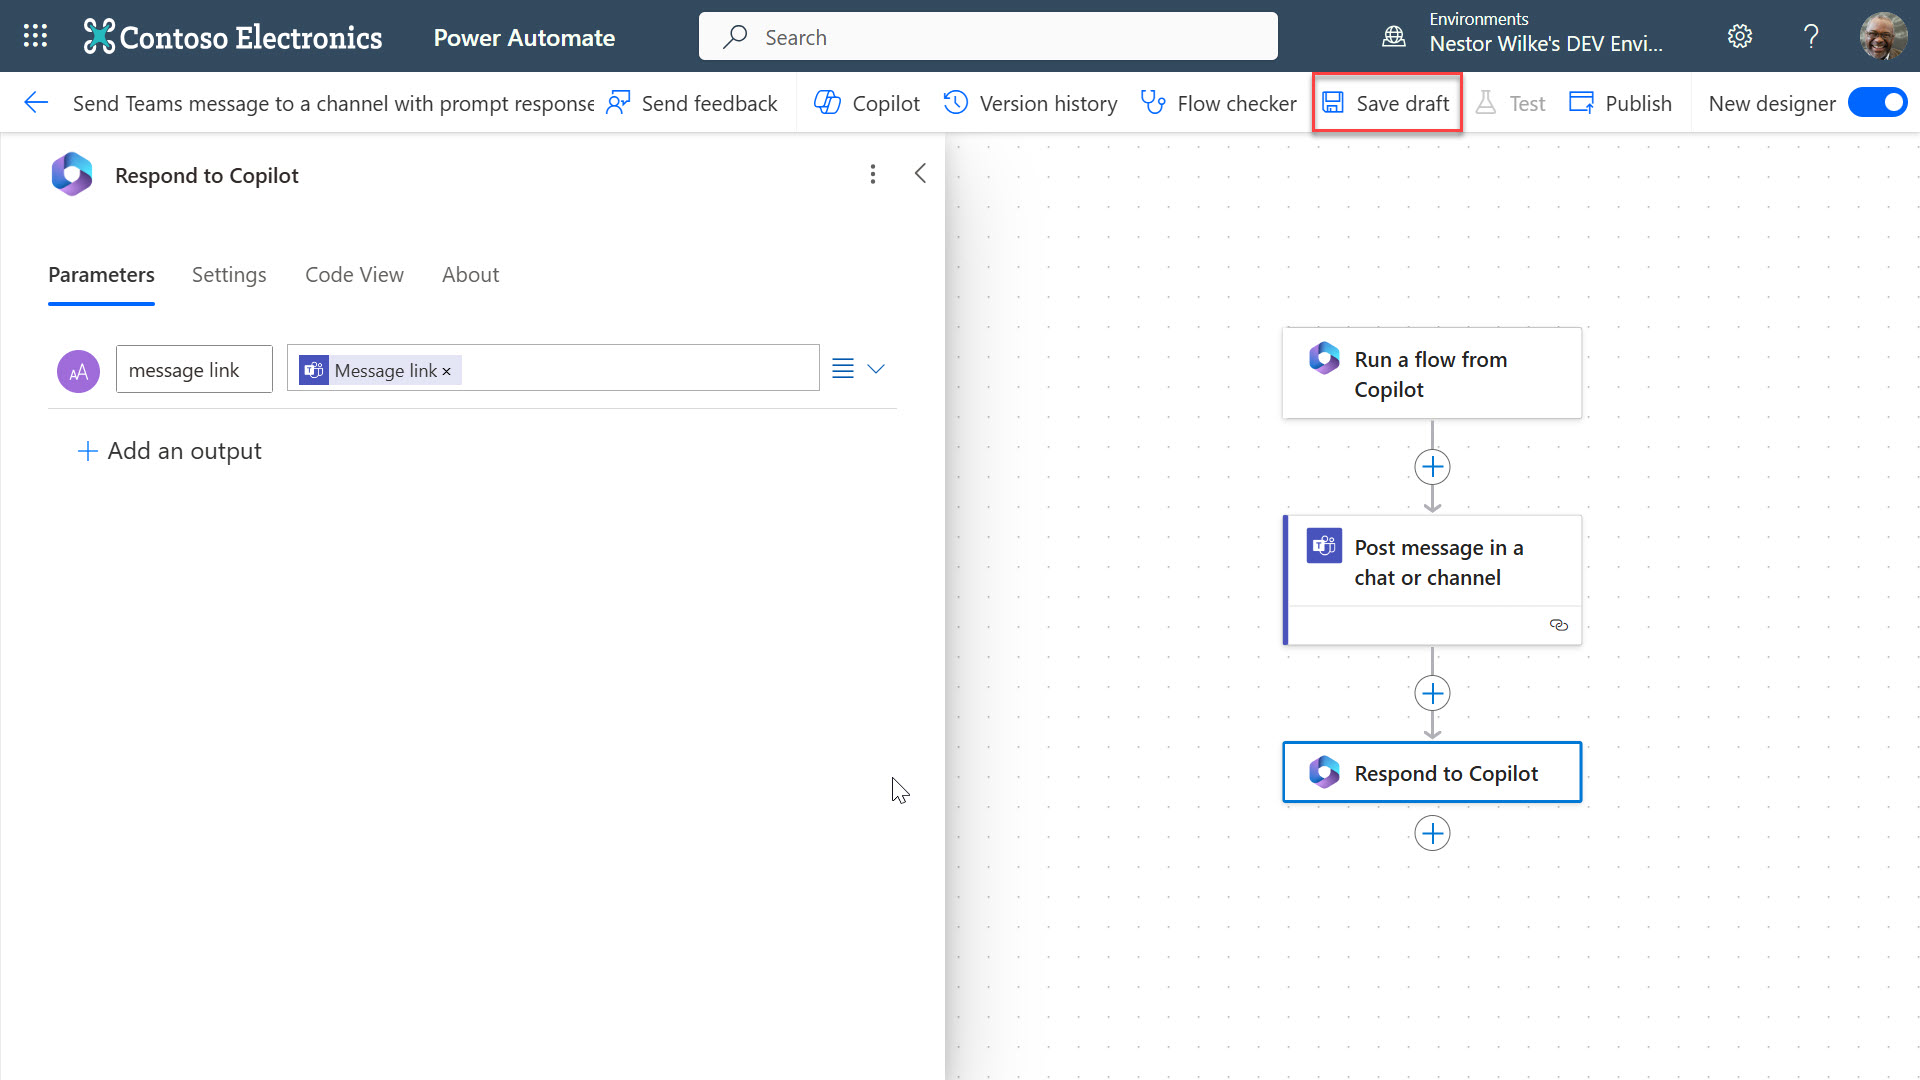 Contoso Electronics
Power Automate
Search
Environments
Nestor Wilke's DEV Envi...
Send Teams message to a channel with prompt response
Send feedback
Copilot
Version history
Flow checker
Save draft
Test
Publish
New designer
Respond to Copilot
Parameters
Settings
Code View
About
AA
message link
Message link ×
Add an output
Run a flow from
Copilot
Post message in a
chat or channel
Respond to Copilot